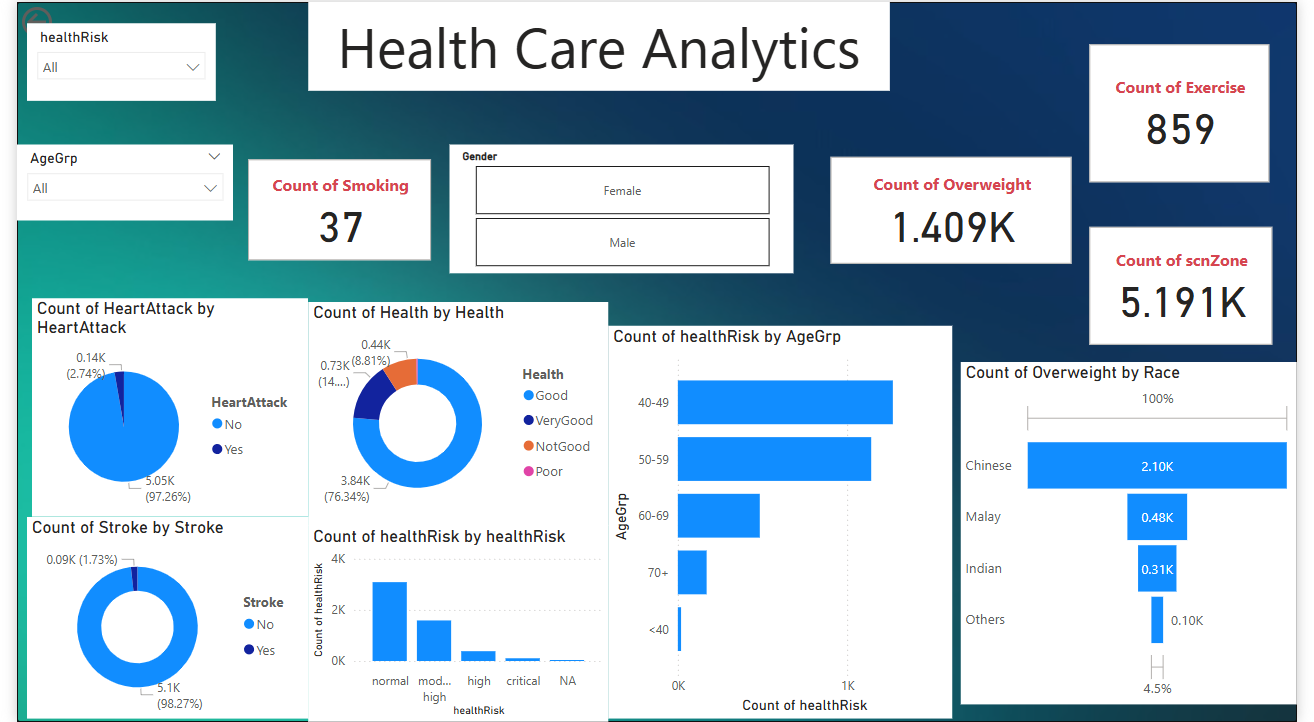 healthRisk
All
Health Care Analytics
Count of Exercise
859
AgeGrp
All
Count of Smoking
37
Gender
Female
Male
Count of Overweight
1.409K
Count of scnZone
5.191K
Count of HeartAttack by
HeartAttack
0.14K
(2.74%)
5.05K
(97.26%)
HeartAttack
No
Yes
Count of Health by Health
0.44K
(8.81%)
0.73K
(14....)
3.84K
(76.34%)
Health
Good
VeryGood
NotGood
Poor
Count of Stroke by Stroke
0.09K (1.73%)
5.1K
(98.27%)
Stroke
No
Yes
Count of healthRisk by healthRisk
Count of healthRisk
4K
2K
0K
normal
mod...
high
high
critical
NA
healthRisk
Count of healthRisk by AgeGrp
AgeGrp
40-49
50-59
60-69
70+
<40
0K
1K
Count of healthRisk
Count of Overweight by Race
100%
Chinese
2.10K
Malay
0.48K
Indian
0.31K
Others
0.10K
4.5%